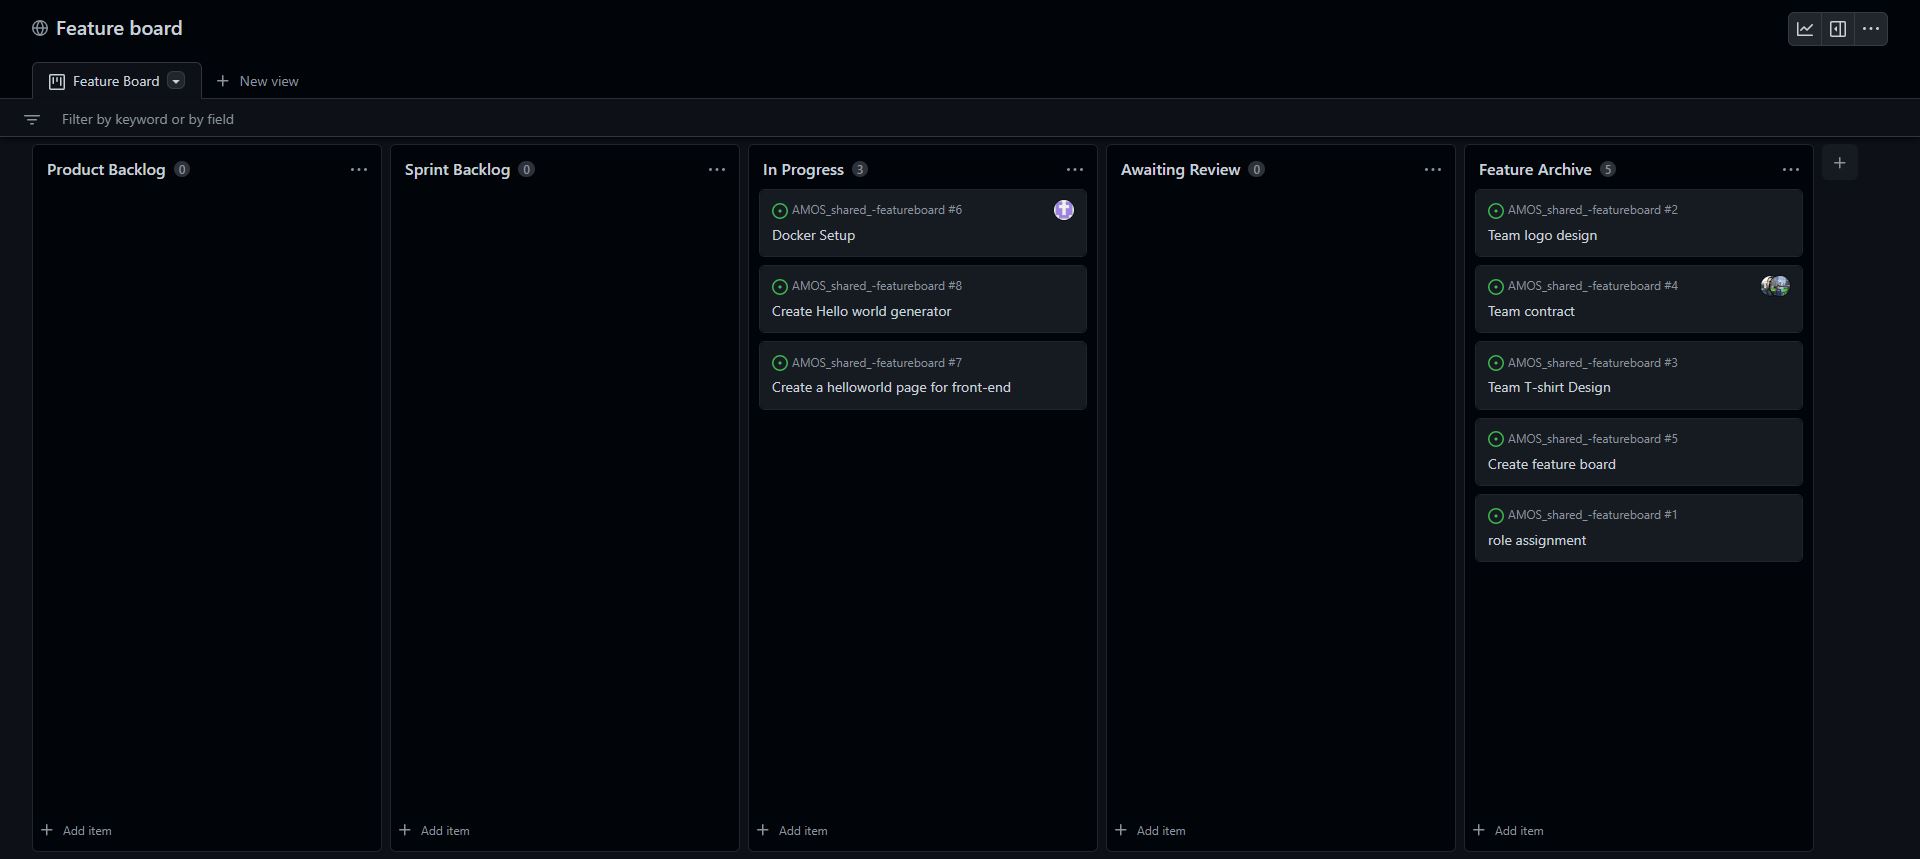 Feature board
Feature Board
New view
Filter by keyword or by field
Product Backlog 0
Add item
Sprint Backlog 0
Add item
In Progress 3
AMOS_shared_-featureboard #6
Docker Setup
AMOS_shared_-featureboard #8
Create Hello world generator
AMOS_shared_-featureboard #7
Create a helloworld page for front-end
Add item
Awaiting Review 0
Add item
Feature Archive 5
AMOS_shared_-featureboard #2
Team logo design
AMOS_shared_-featureboard #4
Team contract
AMOS_shared_-featureboard #3
Team T-shirt Design
AMOS_shared_-featureboard #5
Create feature board
AMOS_shared_-featureboard #1
role assignment
Add item